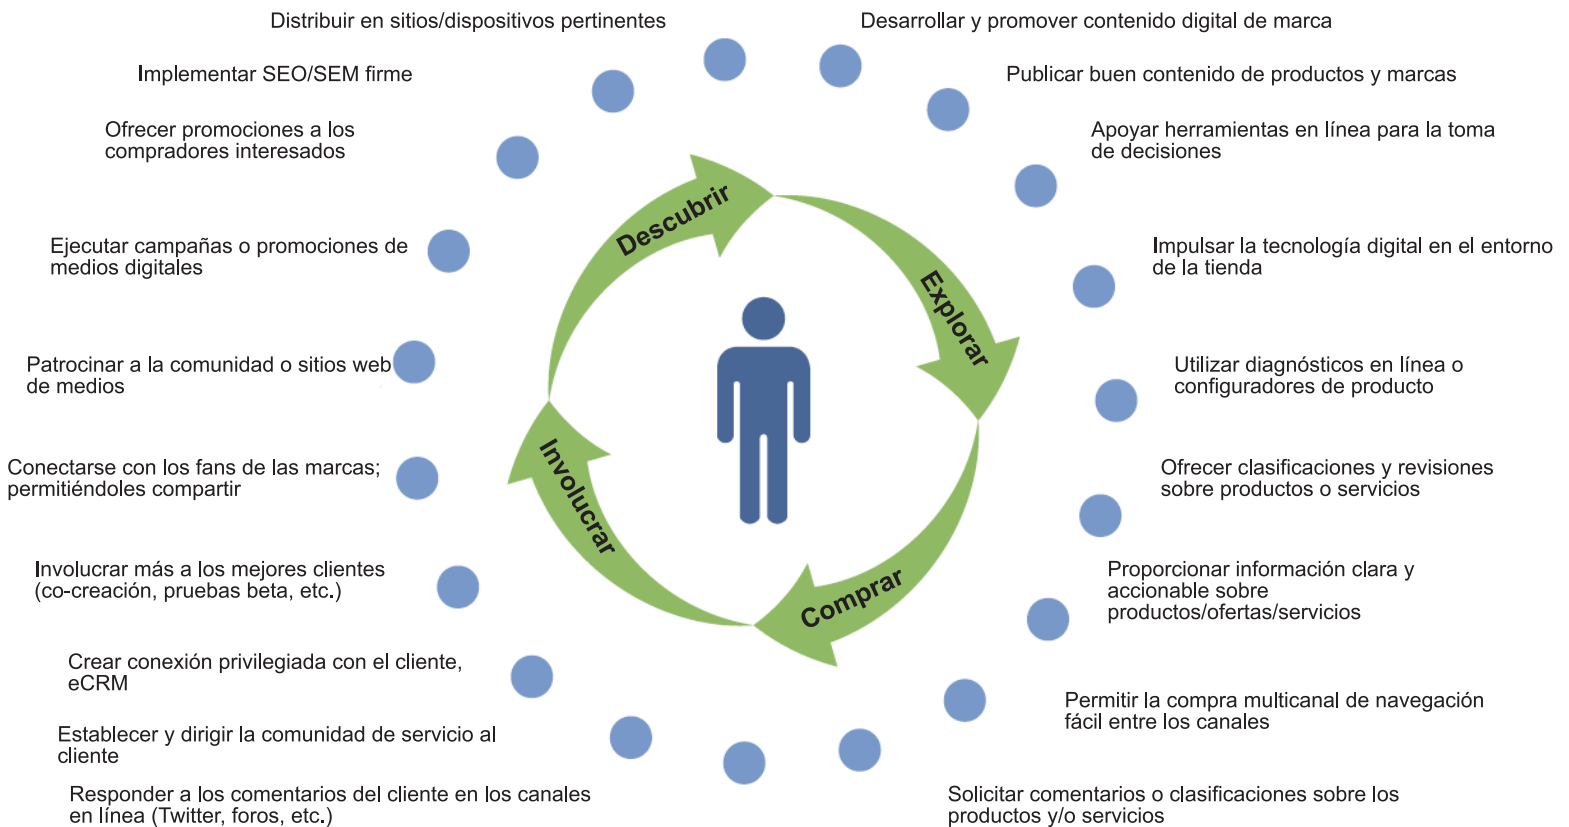 Distribuir en sitios/dispositivos pertinentes
Desarrollar y promover contenido digital de marca
Implementar SEO/SEM firme
Publicar buen contenido de productos y marcas
Ofrecer promociones a los
compradores interesados
Apoyar herramientas en línea para la toma
de decisiones
Descubrir
Ejecutar campañas o promociones de
medios digitales
Impulsar la tecnología digital en el entorno
de la tienda
Explorar
Patrocinar a la comunidad o sitios web
de medios
Utilizar diagnósticos en línea o
configuradores de producto
Conectarse con los fans de las marcas;
permitiéndoles compartir
Involucrar
Ofrecer clasificaciones y revisiones
sobre productos o servicios
Involucrar más a los mejores clientes
(co-creación, pruebas beta, etc.)
Comprar
Proporcionar información clara y
accionable sobre
productos/ofertas/servicios
Crear conexión privilegiada con el cliente,
eCRM
Permitir la compra multicanal de navegación
fácil entre los canales
Establecer y dirigir la comunidad de servicio al
cliente
Responder a los comentarios del cliente en los canales
en línea (Twitter, foros, etc.)
Solicitar comentarios o clasificaciones sobre los
productos y/o servicios